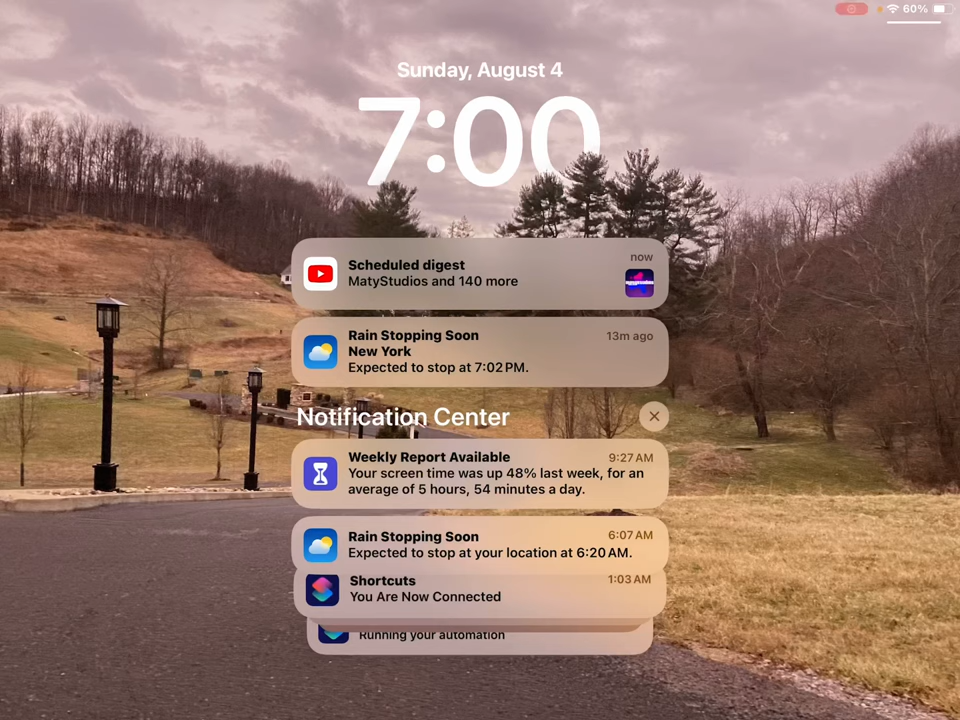 60%
Sunday, August 4
7:00
Scheduled digest
now
MatyStudios and 140 more
Rain Stopping Soon
13m ago
New York
Expected to stop at 7:02 PM.
Notification Center
Weekly Report Available
9:27 AM
Your screen time was up 48% last week, for an
average of 5 hours, 54 minutes a day.
Rain Stopping Soon
6:07 AM
Expected to stop at your location at 6:20 AM.
Shortcuts
1:03 AM
You Are Now Connected
Running your automation